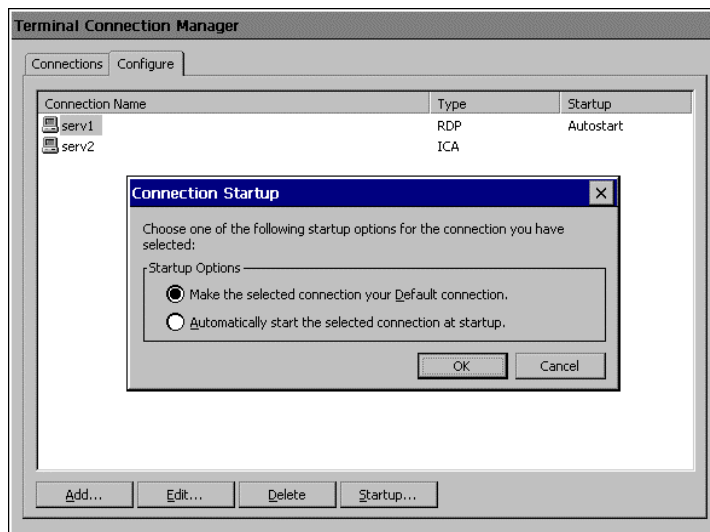 Terminal Connection Manager
Connections Configure
Connection Name Type Startup
serv1 RDP Autostart
serv2 ICA
Connection Startup
Choose one of the following startup options for the connection you have
selected:
Startup Options
Make the selected connection your Default connection.
Automatically start the selected connection at startup.
OK Cancel
Add... Edit... Delete Startup...